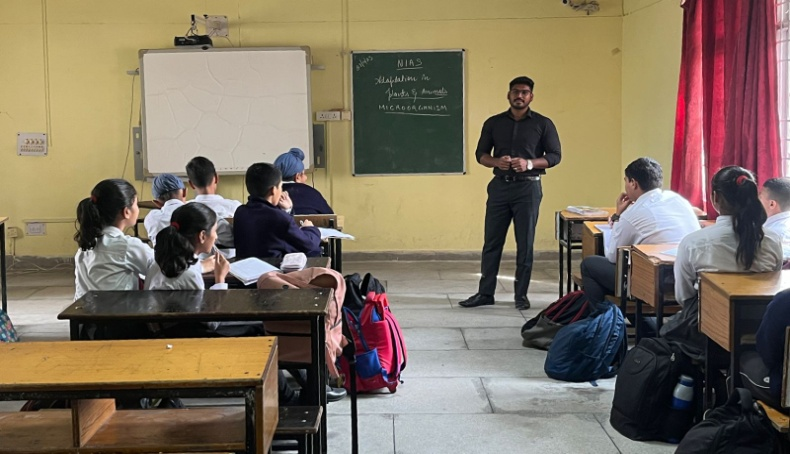 NIAS
Adaptation in
Plants & Animals
MICROORGANISM